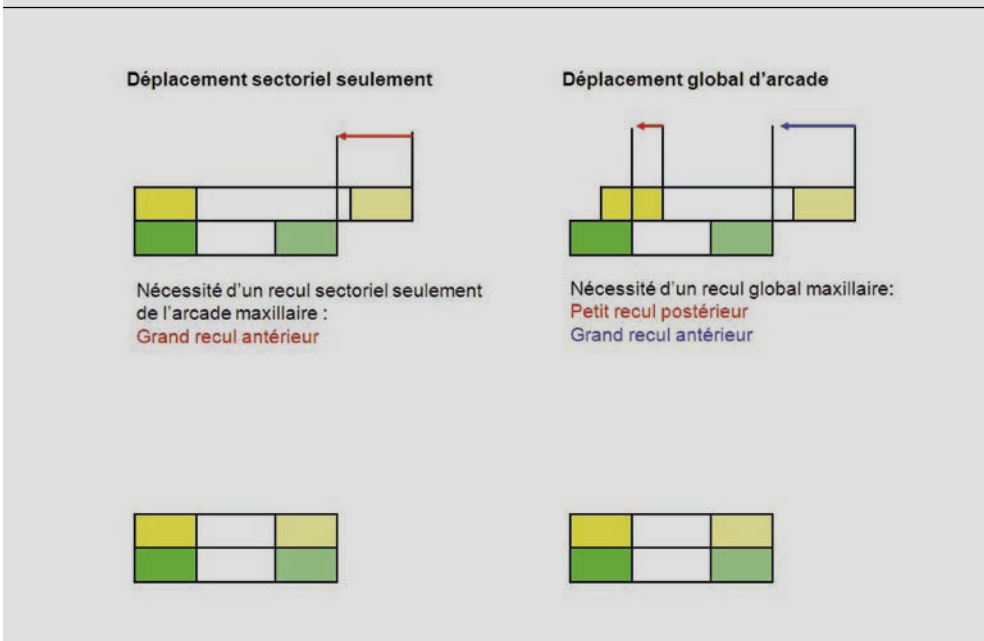 Déplacement sectoriel seulement
Nécessité d'un recul sectoriel seulement
de l'arcade maxillaire :
Grand recul antérieur
Déplacement global d'arcade
Nécessité d'un recul global maxillaire:
Petit recul postérieur
Grand recul antérieur